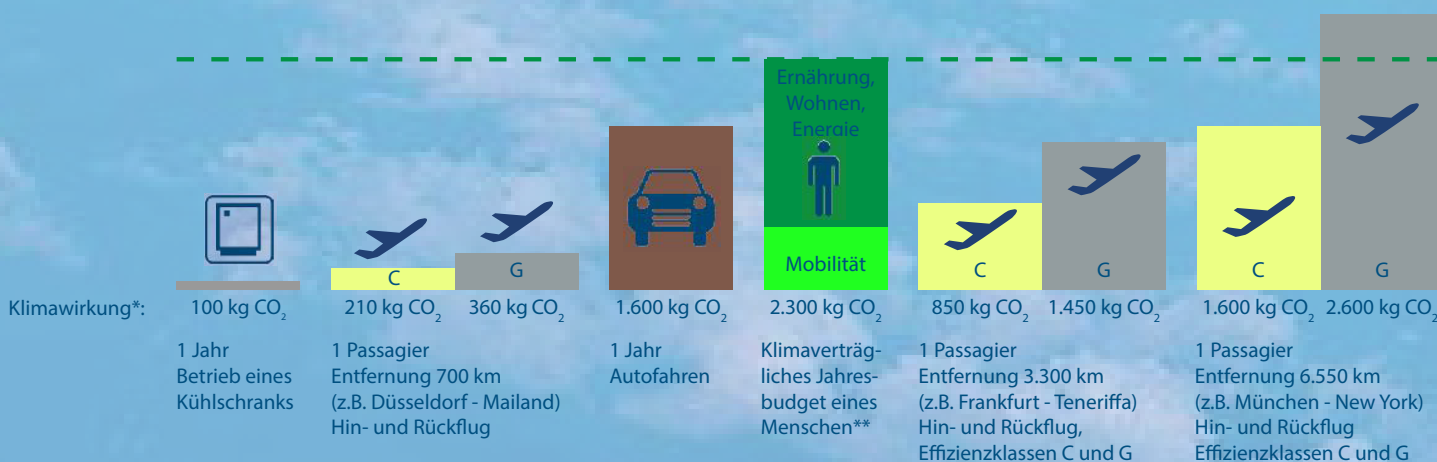 Ernährung,
Wohnen,
Energie
Mobilität
C
G
C
G
C
G
Klimawirkung*:
100 kg CO₂
210 kg CO₂
360 kg CO₂
1.600 kg CO₂
2.300 kg CO₂
850 kg CO₂
1.450 kg CO₂
1.600 kg CO₂
2.600 kg CO₂
1 Jahr
Betrieb eines
Kühlschranks
1 Passagier
Entfernung 700 km
(z.B. Düsseldorf - Mailand)
Hin- und Rückflug
1 Jahr
Autofahren
Klimaverträg-
liches Jahres-
budget eines
Menschen**
1 Passagier
Entfernung 3.300 km
(z.B. Frankfurt - Teneriffa)
Hin- und Rückflug,
Effizienzklassen C und G
1 Passagier
Entfernung 6.550 km
(z.B. München - New York)
Hin- und Rückflug
Effizienzklassen C und G